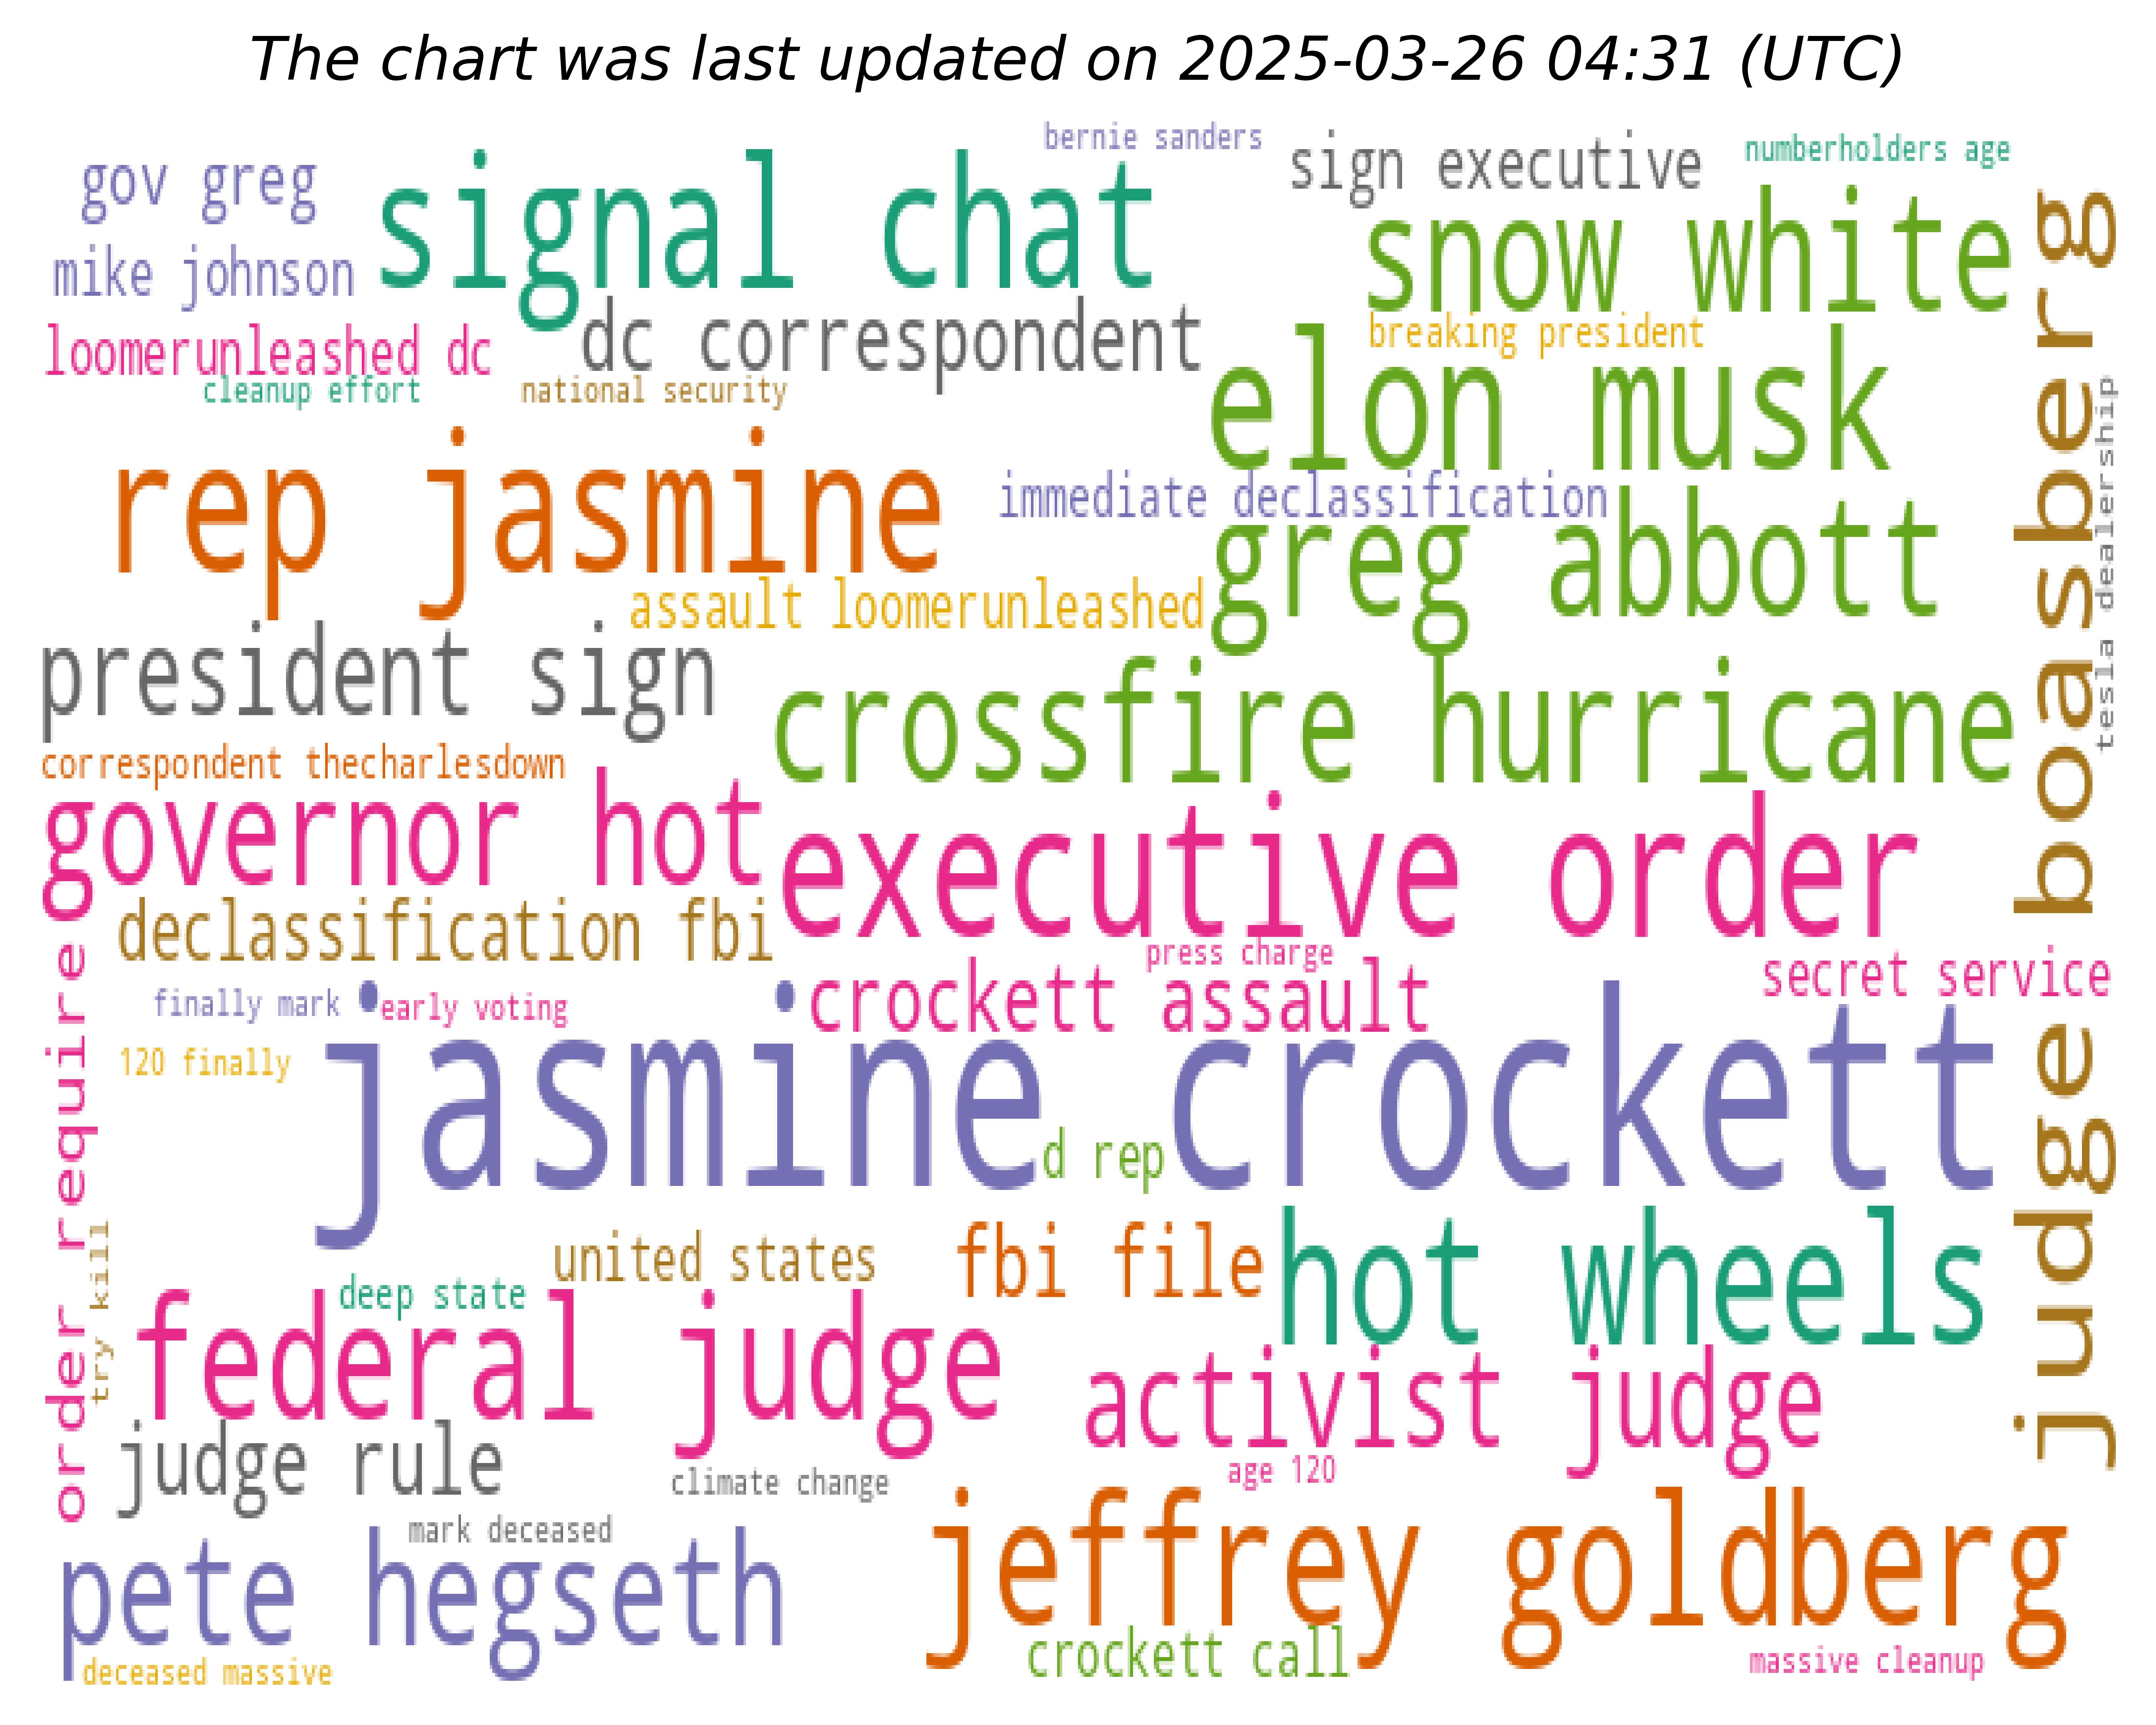 The chart was last updated on 2025-03-26 04:31 (UTC)
bernie sanders
sign executive
numberholders age
gov greg
signal chat
snow white
mike johnson
loomerunleashed dc
dc correspondent
breaking president
cleanup effort
national security
elon musk
rep jasmine
immediate declassification
greg abbott
assault loomerunleashed
president sign
crossfire hurricane
correspondent thecharlesdown
governor hot
executive order
declassification fbi
press charge
crockett assault
secret service
finally mark
early voting
120 finally
jasmine crockett
d rep
united states
fbi file
hot wheels
deep state
federal judge
activist judge
judge rule
climate change
age 120
mark deceased
pete hegseth
jeffrey goldberg
crockett call
deceased massive
massive cleanup
order require
try kill
judge boasberg
tesla dealership